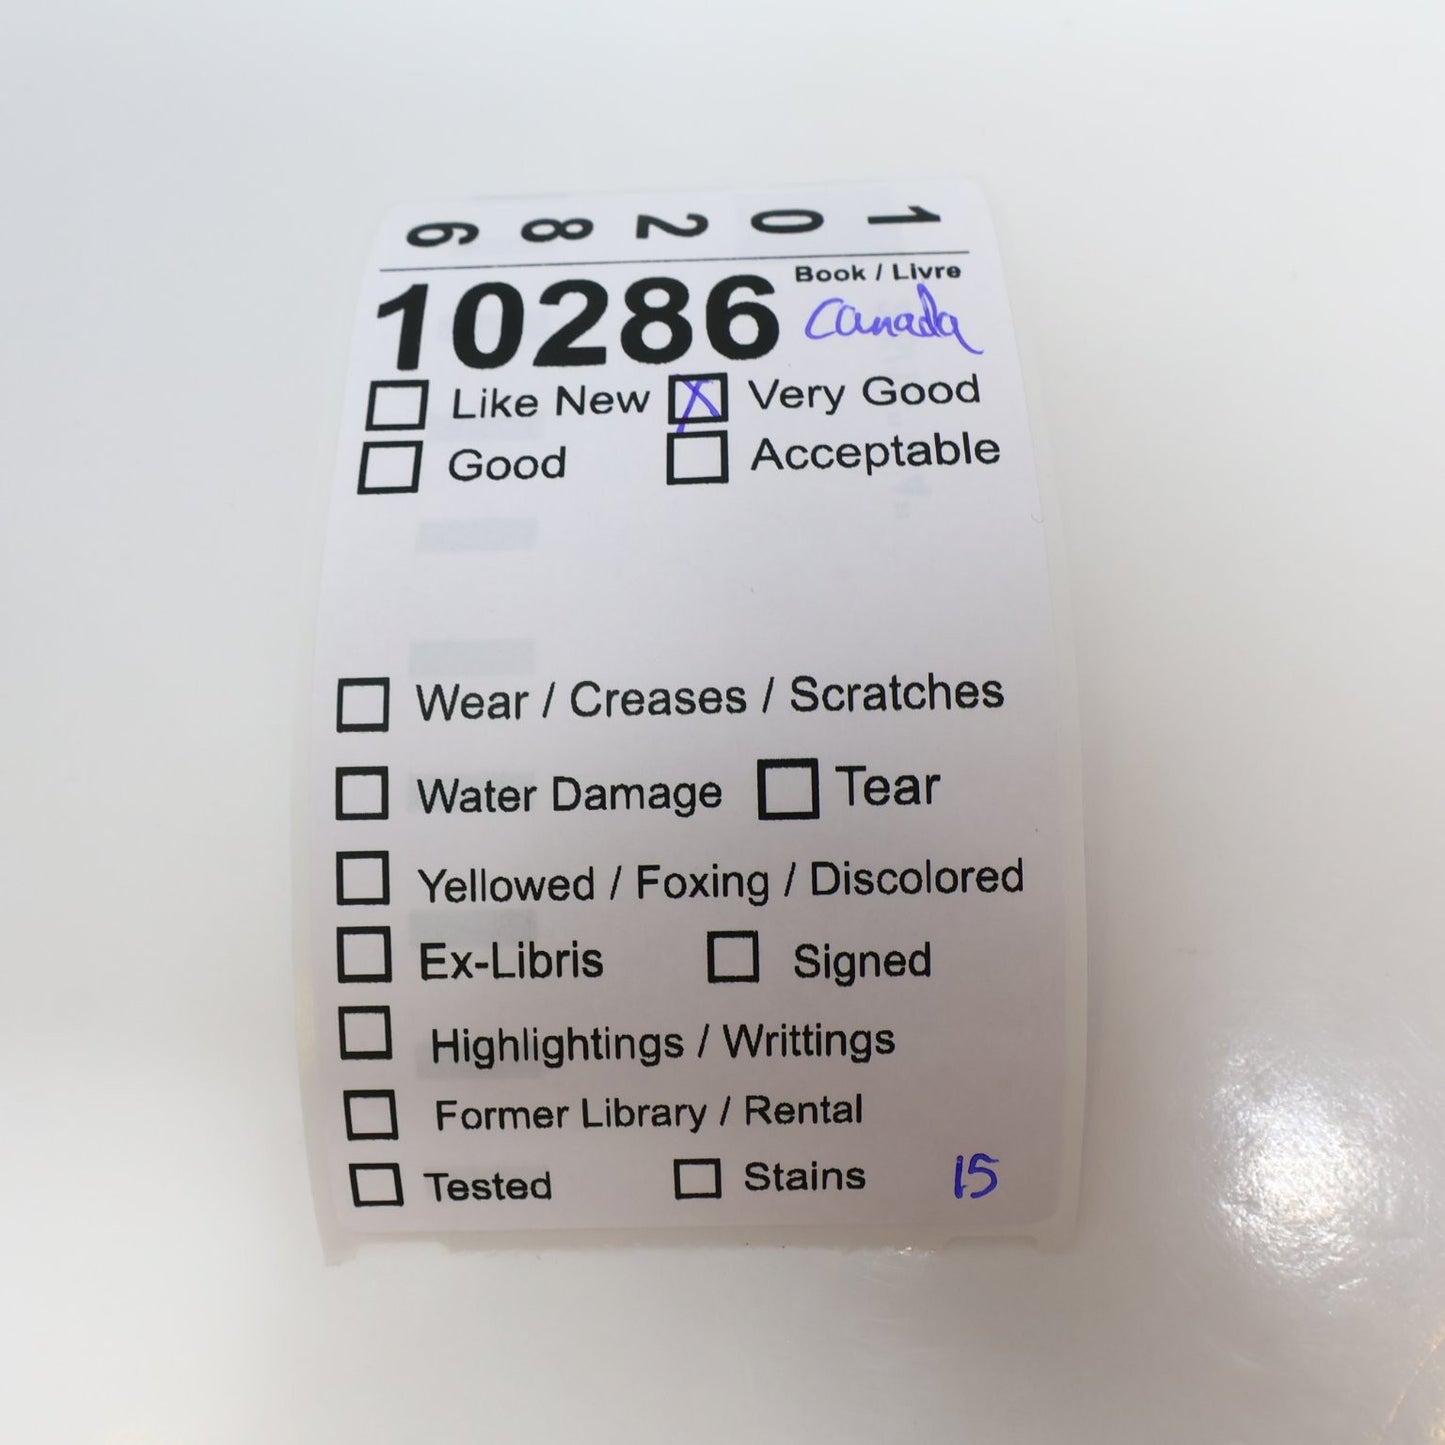 10286
Book / Livre
10286 Canada
Like New Very Good
Good Acceptable
Wear / Creases / Scratches
Water Damage Tear
Yellowed / Foxing / Discolored
Ex-Libris Signed
Highlightings / Writtings
Former Library / Rental
Tested Stains 15